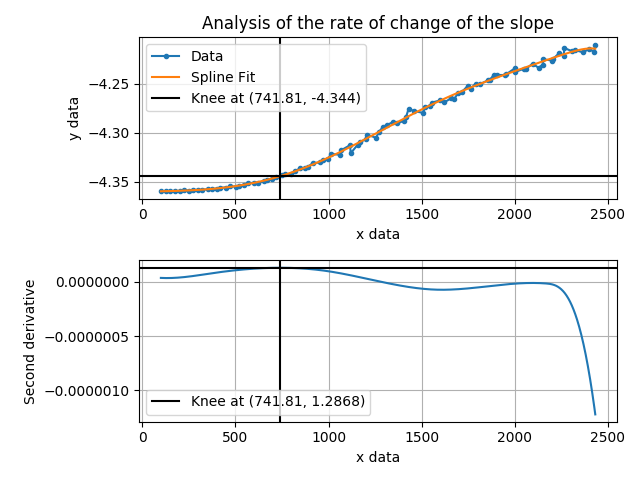 Analysis of the rate of change of the slope
Data
Spline Fit
Knee at (741.81, -4.344)
−4.25
−4.30
−4.35
y data
0 500 1000 1500 2000 2500
x data
0.0000000
−0.0000005
−0.0000010
Second derivative
Knee at (741.81, 1.2868)
0 500 1000 1500 2000 2500
x data